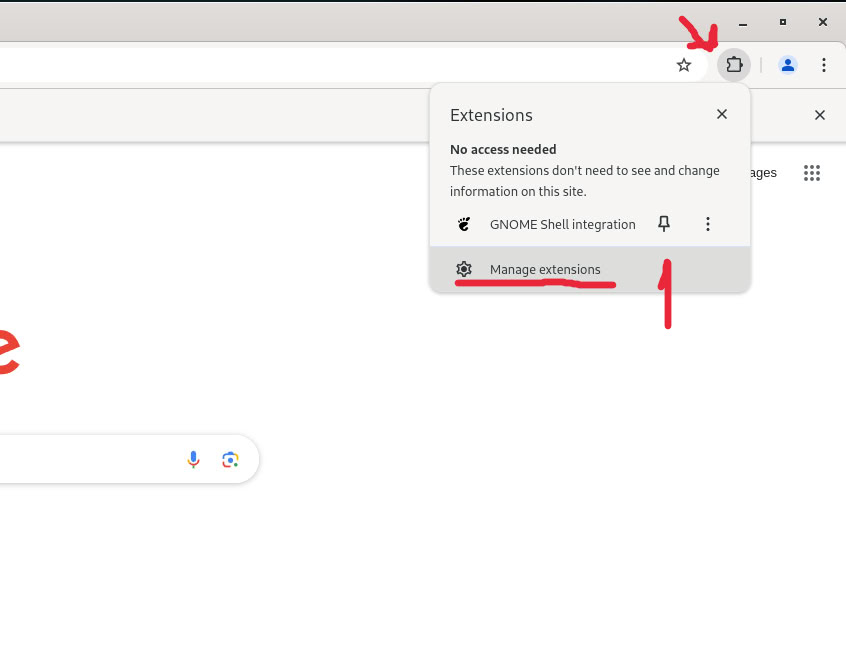 Extensions
No access needed
These extensions don't need to see and change
information on this site.
ages
GNOME Shell integration
Manage extensions
1
e